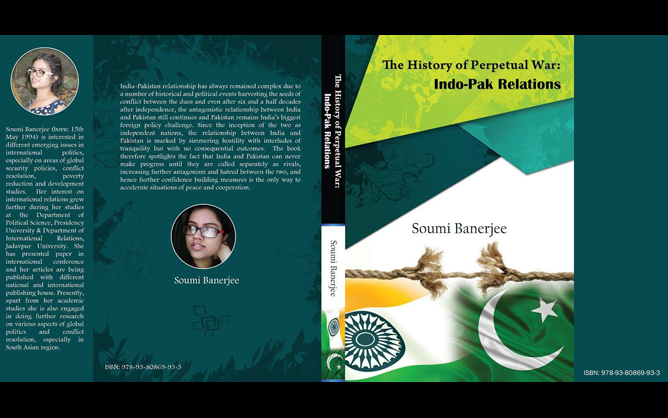 Soumi Banerjee (born: 15th
May 1994) is interested in
different emerging issues in
international politics,
especially on areas of global
security policies, conflict
resolution, poverty
reduction and development
studies. Her interest on
international relations grew
further during her studies
at the Department of
Political Science, Presidency
University & Department of
International Relations,
Jadavpur University. She
has presented paper in
international conference
and her articles are being
published with different
national and international
publishing house. Presently,
apart from her academic
studies she is also engaged
in doing further research
on various aspects of global
politics and conflict
resolution, especially in
South Asian region.
India-Pakistan relationship has always remained complex due to
a number of historical and political events harvesting the seeds of
conflict between the duos and even after six and a half decades
after independence, the antagonistic relationship between India
and Pakistan still continues and Pakistan remains India's biggest
foreign policy challenge. Since the inception of the two as
independent nations, the relationship between India and
Pakistan is marked by simmering hostility with interludes of
tranquility but with no consequential outcomes. The book
therefore spotlights the fact that India and Pakistan can never
make progress until they are called separately as rivals,
increasing further antagonism and hatred between the two, and
hence further confidence building measures is the only way to
accelerate situations of peace and cooperation.
Soumi Banerjee
ISBN: 978-93-80869-93-3
The History of Perpetual War:
Indo-Pak Relations
Soumi Banerjee
The History of Perpetual War:
Indo-Pak Relations
Soumi Banerjee
ISBN: 978-93-80869-93-3